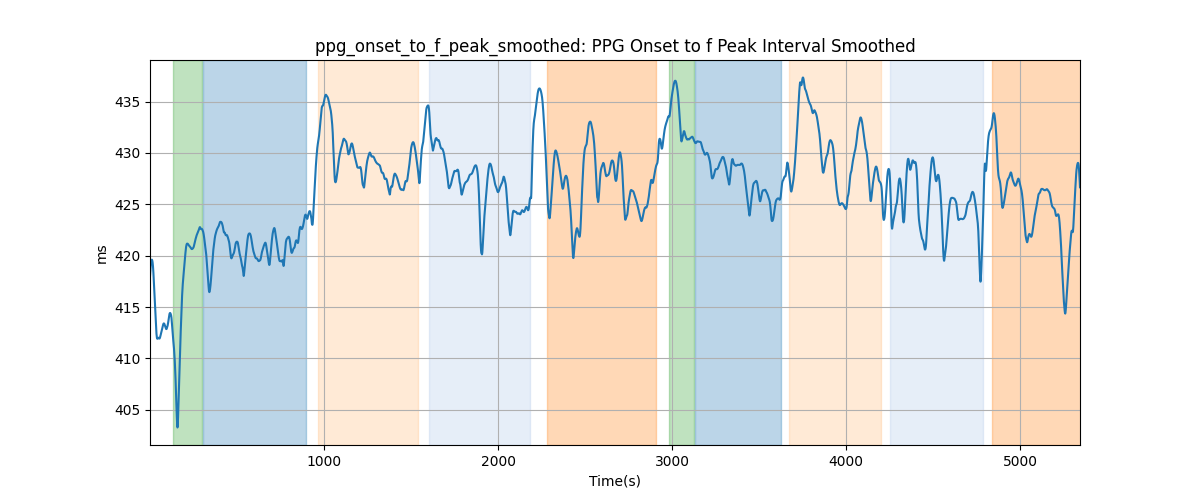 ppg_onset_to_f_peak_smoothed: PPG Onset to f Peak Interval Smoothed
435
430
425
420
415
410
405
ms
1000 2000 3000 4000 5000
Time(s)